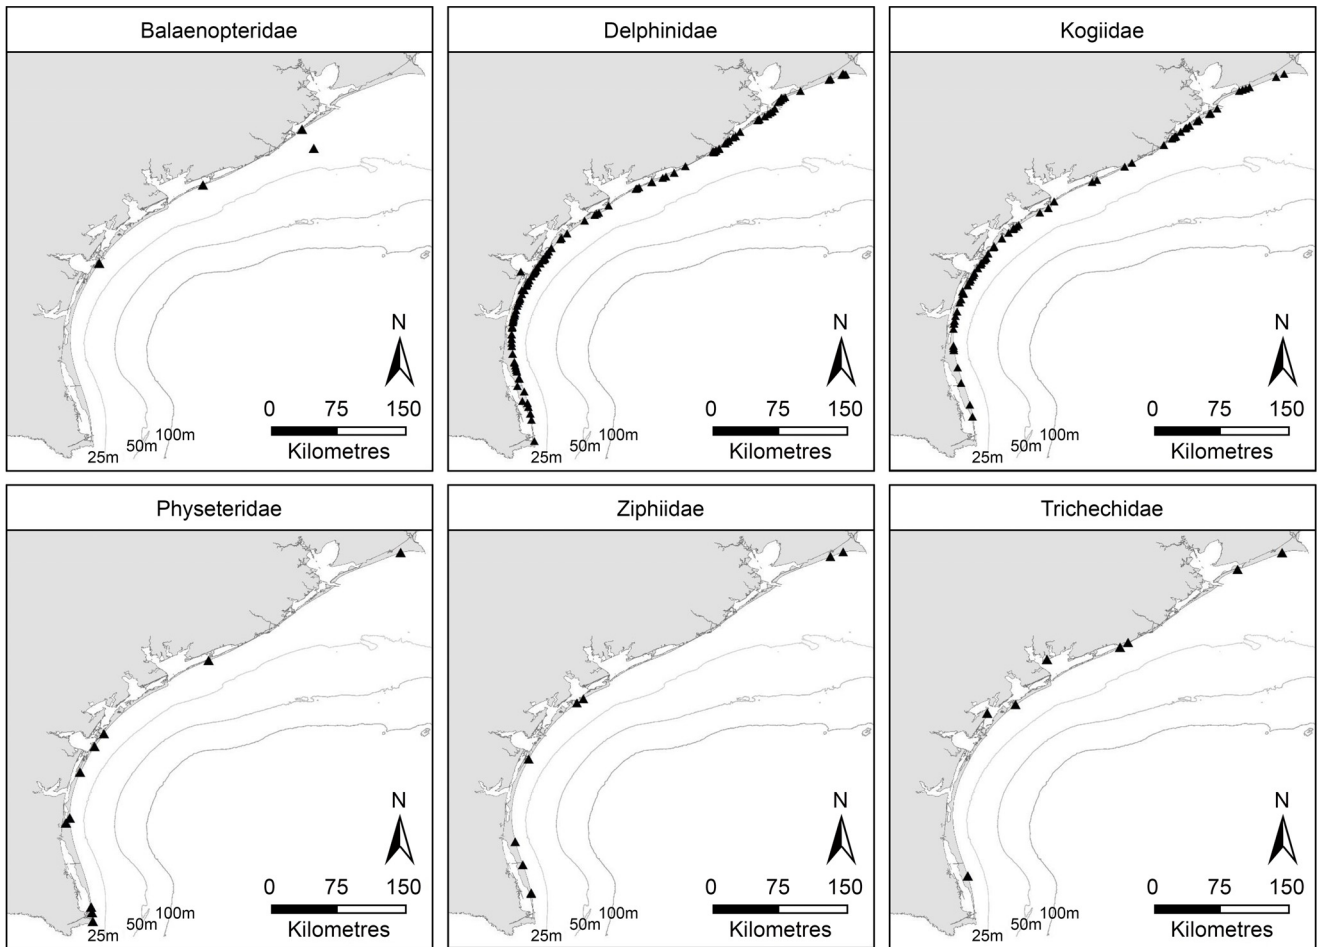 Balaenopteridae
N
0 75 150
Kilometres
25m 50m 100m
Delphinidae
N
0 75 150
Kilometres
25m 50m 100m
Kogiidae
N
0 75 150
Kilometres
25m 50m 100m
Physeteridae
N
0 75 150
Kilometres
25m 50m 100m
Ziphiidae
N
0 75 150
Kilometres
25m 50m 100m
Trichechidae
N
0 75 150
Kilometres
25m 50m 100m